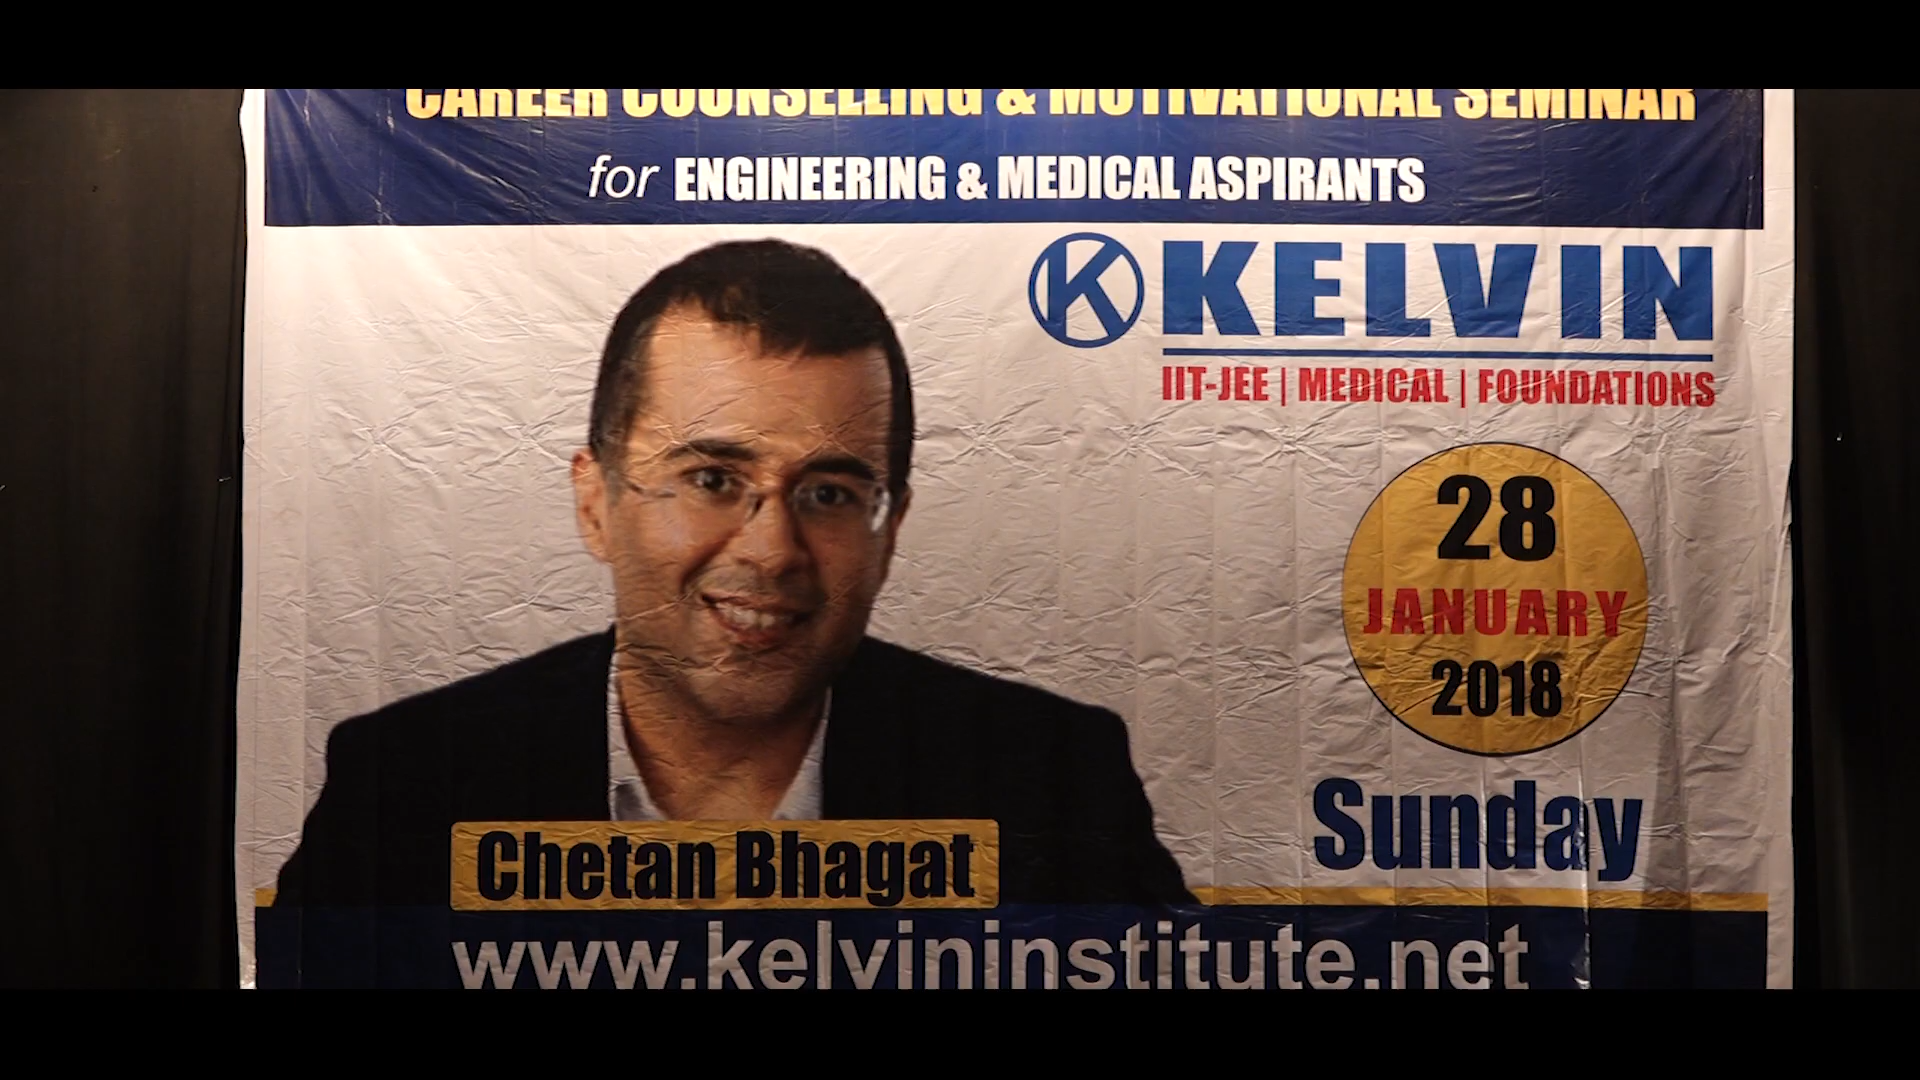 CAREER COUNSELLING & MOTIVATIONAL SEMINAR
for ENGINEERING & MEDICAL ASPIRANTS
K KELVIN
IIT-JEE | MEDICAL | FOUNDATIONS
28
JANUARY
2018
Sunday
Chetan Bhagat
www.kelvininstitute.net